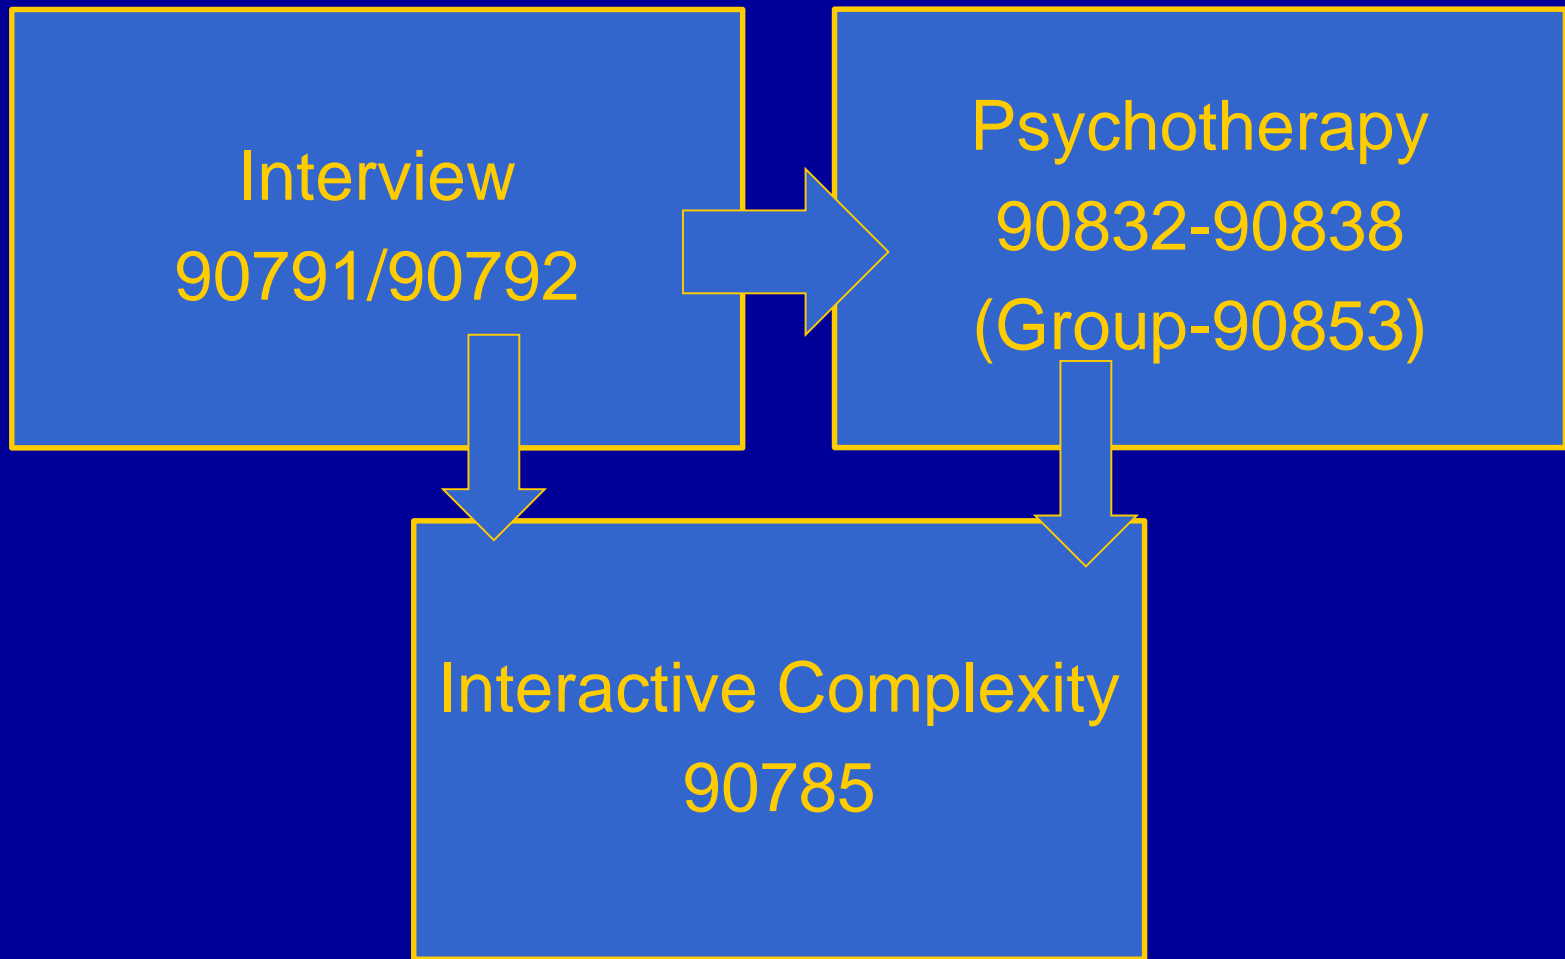 Interview
90791/90792
Psychotherapy
90832-90838
(Group-90853)
Interactive Complexity
90785